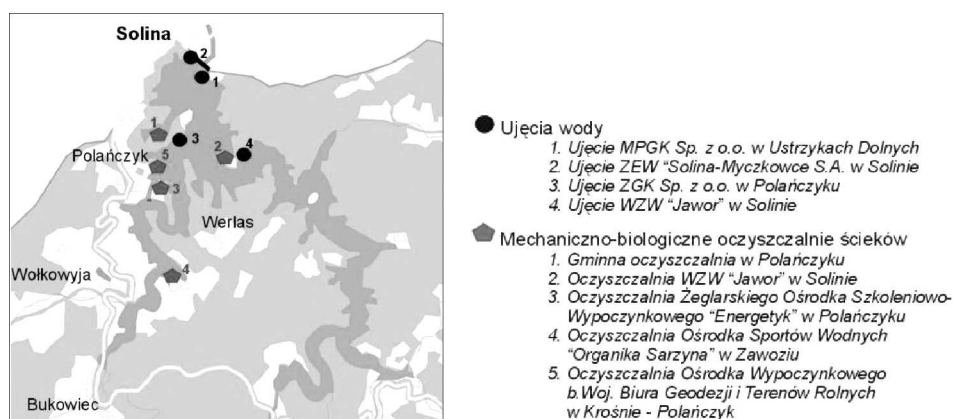 Solina
2
1
1
3
4
2
Polańczyk
5
3
Werlas
4
Wołkowyja
Bukowiec
Ujęcia wody
1. Ujęcie MPGK Sp. z o.o. w Ustrzykach Dolnych
2. Ujęcie ZEW "Solina-Myczkowce S.A. w Solinie
3. Ujęcie ZGK Sp. z o.o. w Polańczyku
4. Ujęcie WZW "Jawor" w Solinie
Mechaniczno-biologiczne oczyszczalnie ścieków
1. Gminna oczyszczalnia w Polańczyku
2. Oczyszczalnia WZW "Jawor" w Solinie
3. Oczyszczalnia Żeglarskiego Ośrodka Szkoleniowo-
Wypoczynkowego "Energetyk" w Polańczyku
4. Oczyszczalnia Ośrodka Sportów Wodnych
"Organika Sarzyna" w Zawoziu
5. Oczyszczalnia Ośrodka Wypoczynkowego
b.Woj. Biura Geodezji i Terenów Rolnych
w Krośnie - Polańczyk